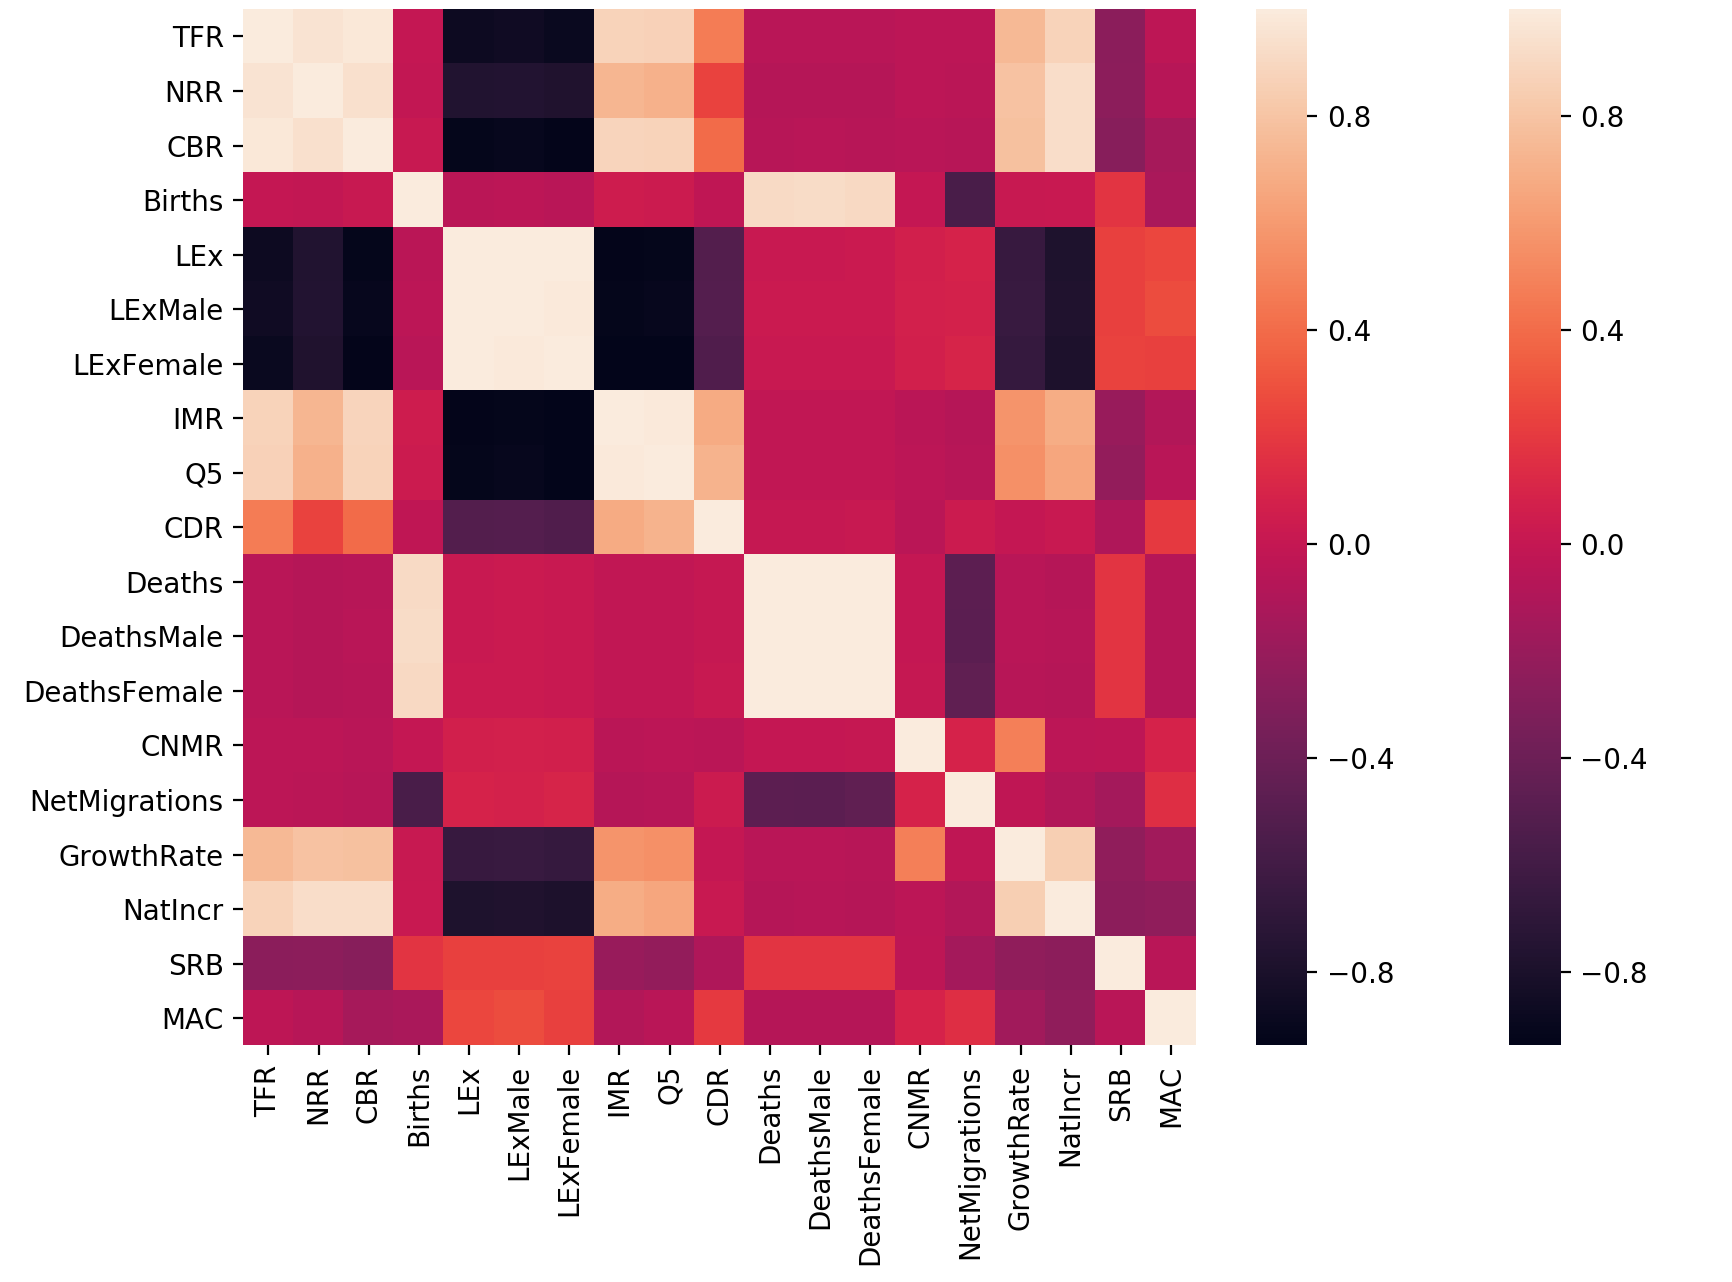 TFR
NRR
CBR
Births
LEx
LExMale
LExFemale
IMR
Q5
CDR
Deaths
DeathsMale
DeathsFemale
CNMR
NetMigrations
GrowthRate
NatIncr
SRB
MAC
TFR
NRR
CBR
Births
LEx
LExMale
LExFemale
IMR
Q5
CDR
Deaths
DeathsMale
DeathsFemale
CNMR
NetMigrations
GrowthRate
NatIncr
SRB
MAC
0.8
0.4
0.0
−0.4
−0.8
0.8
0.4
0.0
−0.4
−0.8